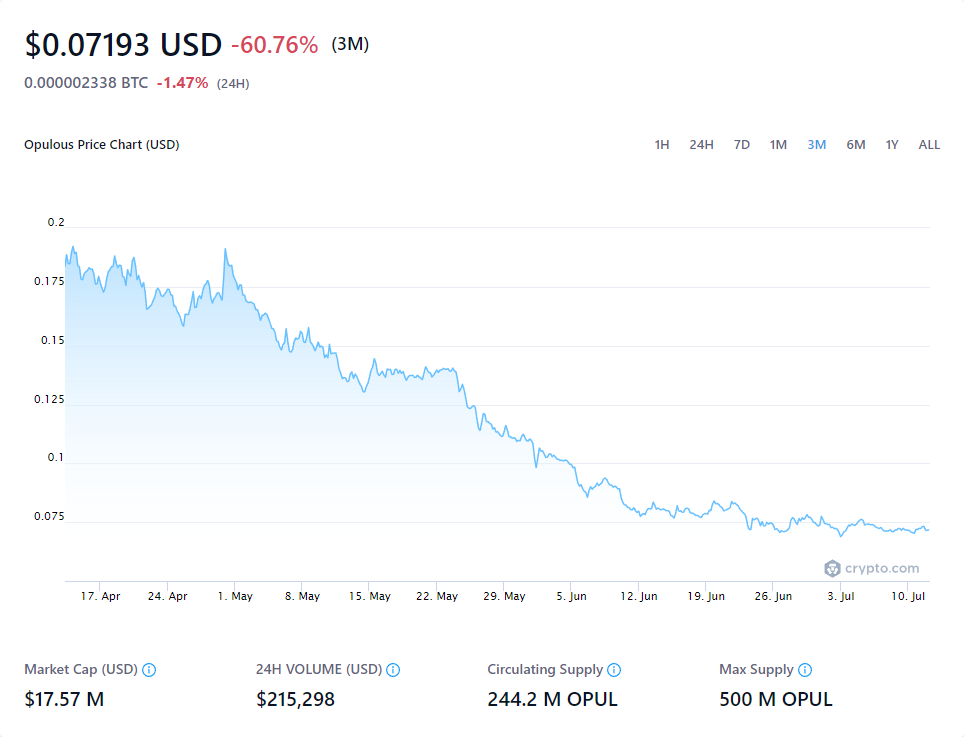 $0.07193 USD -60.76% (3M)
0.000002338 BTC -1.47% (24H)
Opulous Price Chart (USD) 1H 24H 7D 1M 3M 6M 1Y ALL
0.2
0.175
0.15
0.125
0.1
0.075
crypto.com
17. Apr 24. Apr 1. May 8. May 15. May 22. May 29. May 5. Jun 12. Jun 19. Jun 26. Jun 3. Jul 10. Jul
Market Cap (USD) 24H VOLUME (USD) Circulating Supply Max Supply
$17.57 M $215,298 244.2 M OPUL 500 M OPUL